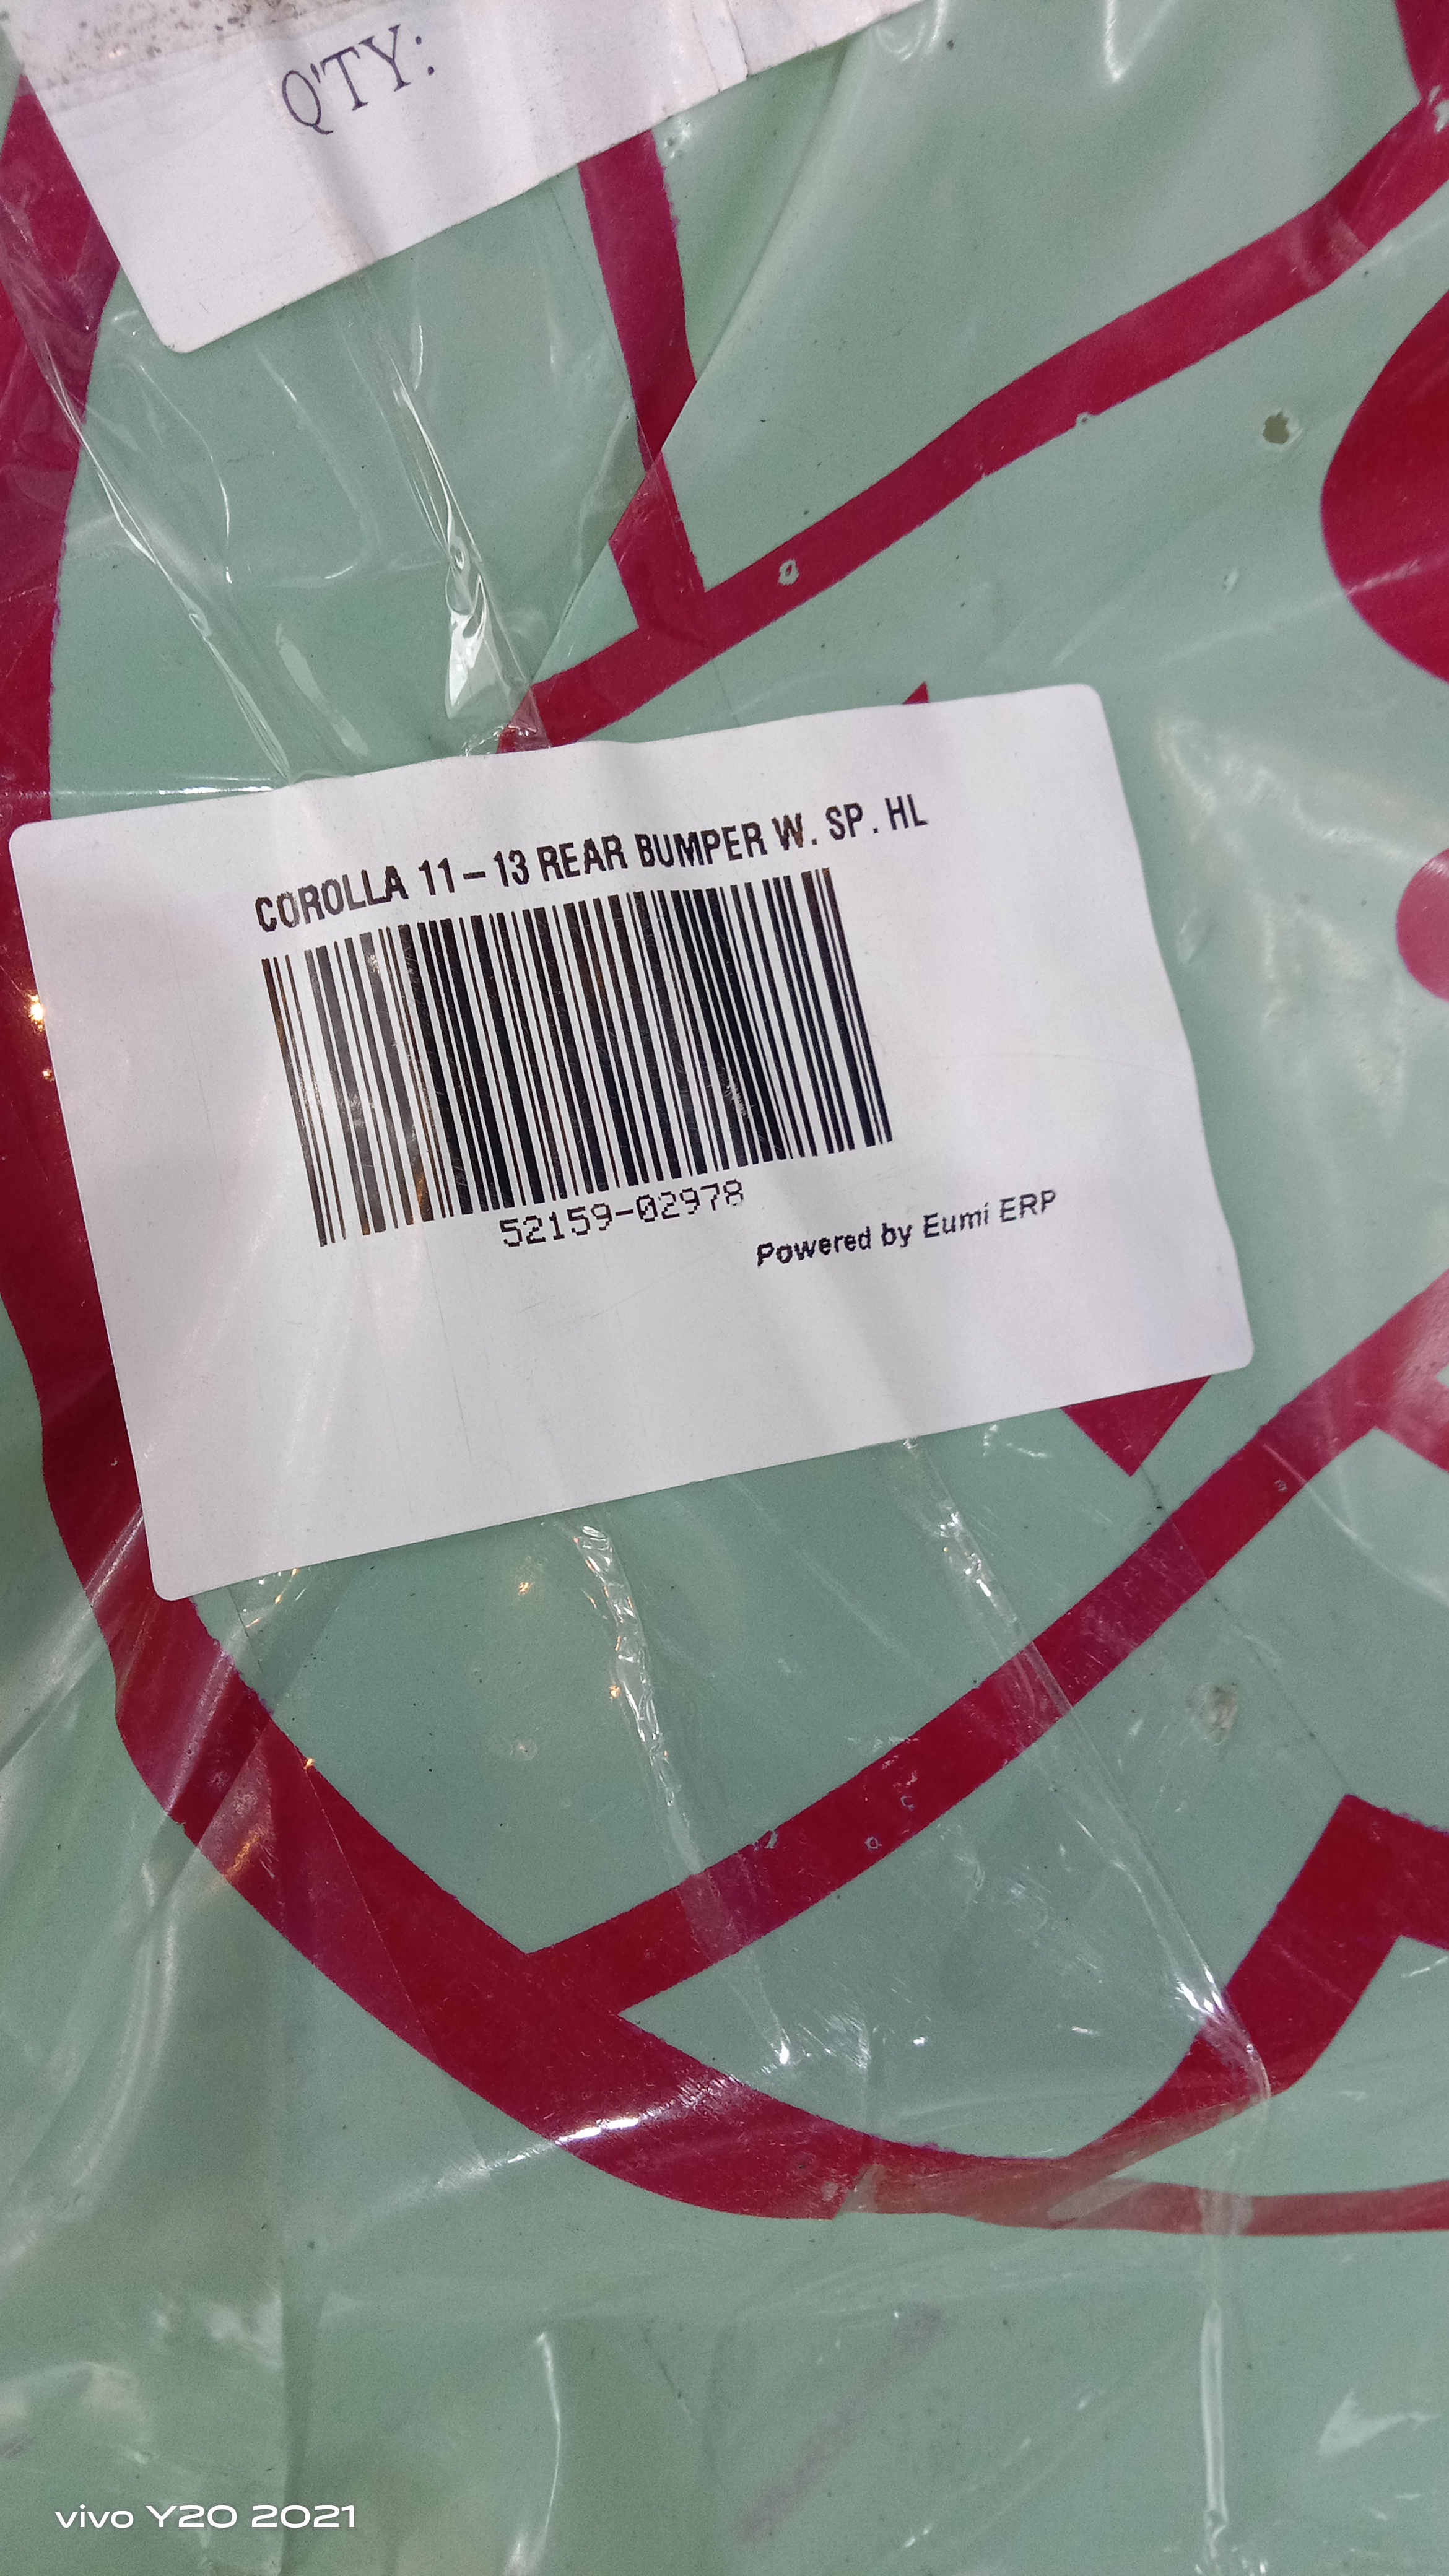 Q'TY:
COROLLA 11-13 REAR BUMPER W. SP. HL
52159-02978
Powered by Eumi ERP
vivo Y20 2021